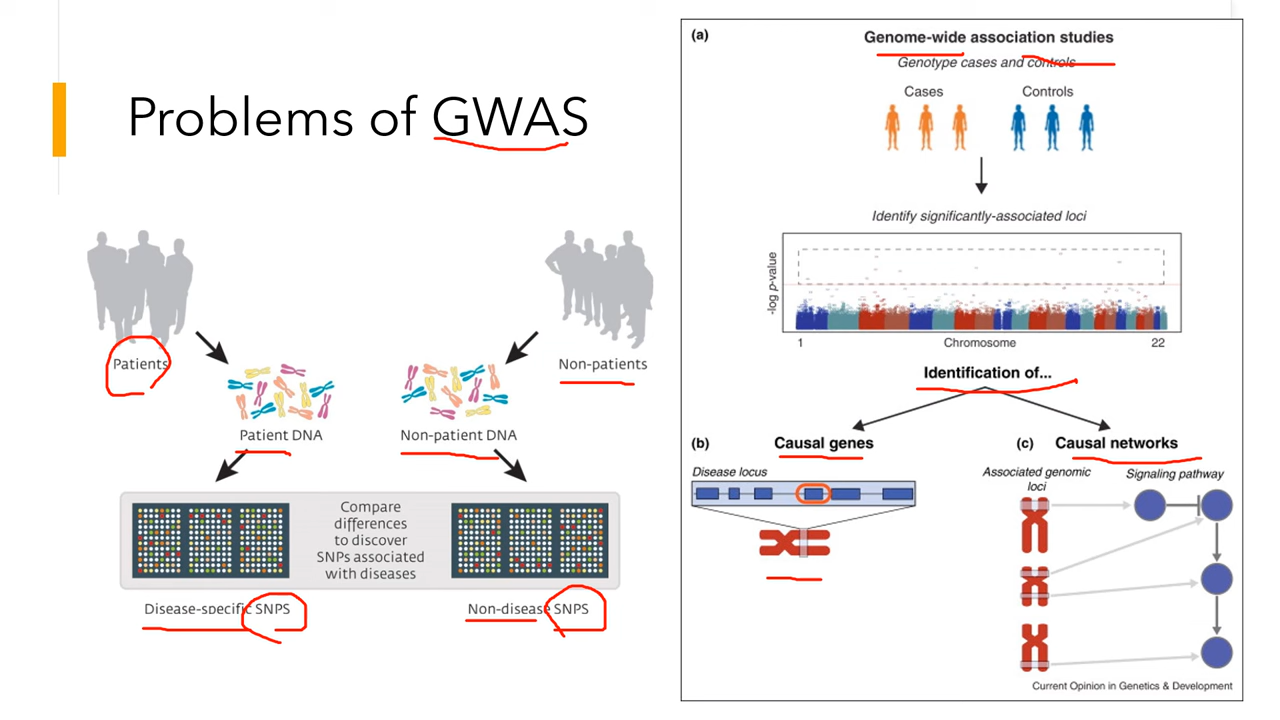 Problems of GWAS
Patients
Non-patients
Patient DNA
Non-patient DNA
Compare
differences
to discover
SNPs associated
with diseases
Disease-specific SNPS
Non-disease SNPS
(a)
Genome-wide association studies
Genotype cases and controls
Cases
Controls
Identify significantly-associated loci
-log p-value
1
Chromosome
22
Identification of...
(b)
Causal genes
Disease locus
(c)
Causal networks
Associated genomic
loci
Signaling pathway
Current Opinion in Genetics & Development